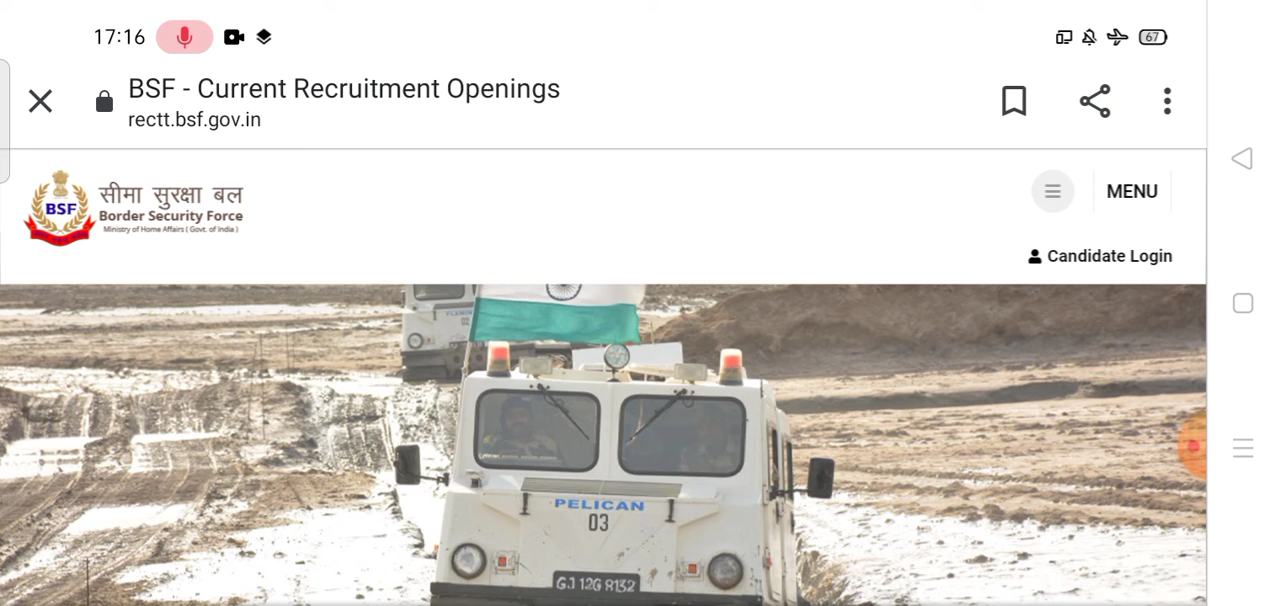 17:16
67
BSF - Current Recruitment Openings
rectt.bsf.gov.in
BSF
सीमा सुरक्षा बल
Border Security Force
Ministry of Home Affairs ( Govt. of India )
MENU
Candidate Login
PELICAN
03
GJ 12G 8132